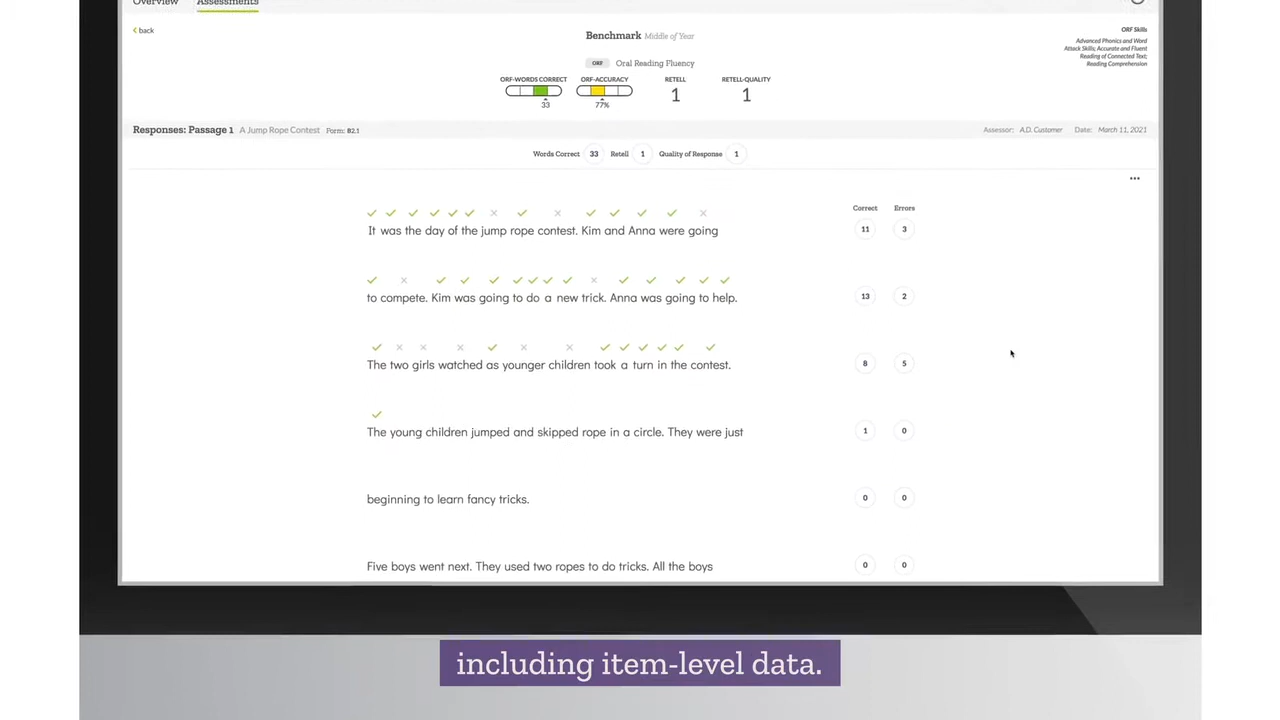 Overview Assessments
back
Benchmark Middle of Year
ORF Skills
Advanced Phonics and Word
Attack Skills; Accurate and Fluent
Reading of Connected Text;
Reading Comprehension
ORF Oral Reading Fluency
ORF-WORDS CORRECT ORF-ACCURACY RETELL RETELL-QUALITY
33 77% 1 1
Responses: Passage 1 A Jump Rope Contest Form: B2.1 Assessor: A.D. Customer Date: March 11, 2021
Words Correct 33 Retell 1 Quality of Response 1
Correct Errors
It was the day of the jump rope contest. Kim and Anna were going 11 3
to compete. Kim was going to do a new trick. Anna was going to help. 13 2
The two girls watched as younger children took a turn in the contest. 8 5
The young children jumped and skipped rope in a circle. They were just 1 0
beginning to learn fancy tricks. 0 0
Five boys went next. They used two ropes to do tricks. All the boys 0 0
including item-level data.